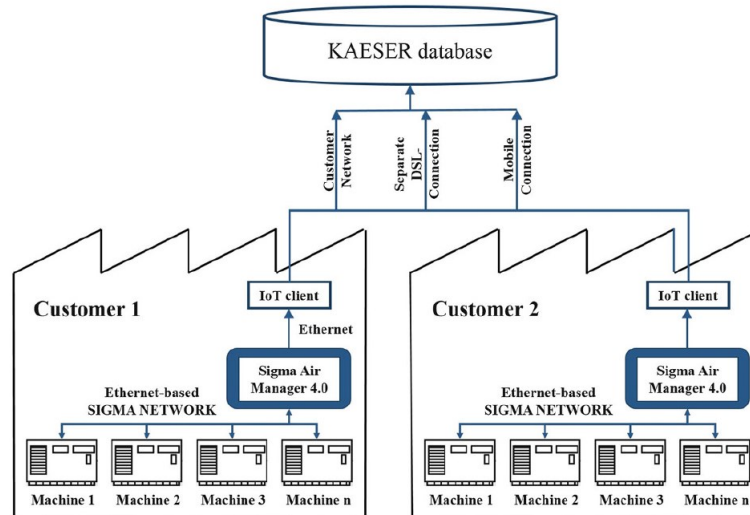 KAESER database
Customer
Network
Separate
DSL-
Connection
Mobile
Connection
Customer 1
IoT client
Ethernet
Sigma Air
Manager 4.0
Ethernet-based
SIGMA NETWORK
Machine 1
Machine 2
Machine 3
Machine n
Customer 2
IoT client
Sigma Air
Manager 4.0
Ethernet-based
SIGMA NETWORK
Machine 1
Machine 2
Machine 3
Machine n